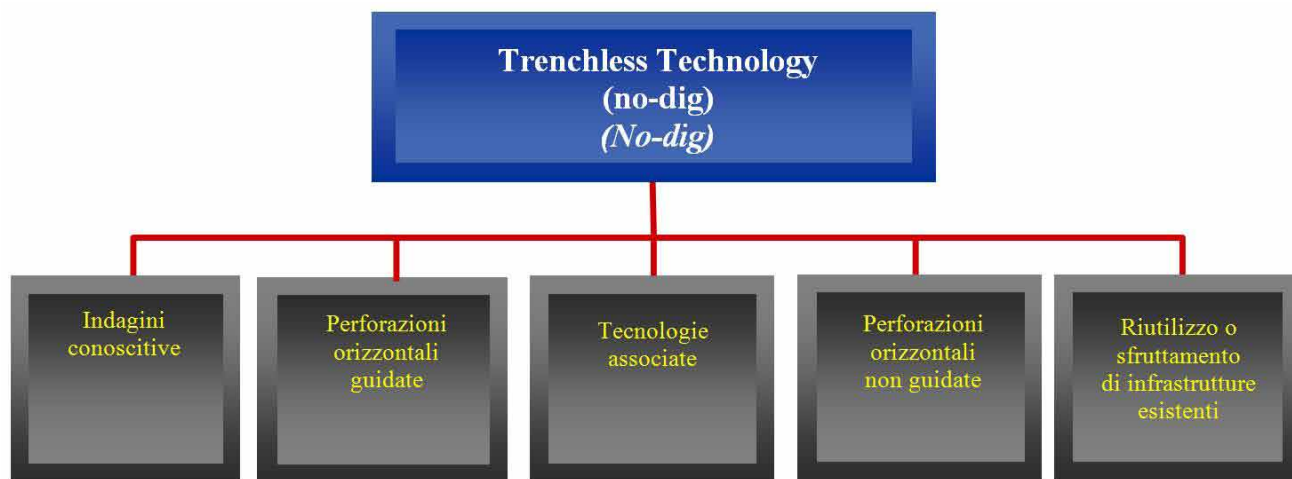 Trenchless Technology
(no-dig)
(No-dig)
Indagini
conoscitive
Perforazioni
orizzontali
guidate
Tecnologie
associate
Perforazioni
orizzontali
non guidate
Riutilizzo o
sfruttamento
di infrastrutture
esistenti